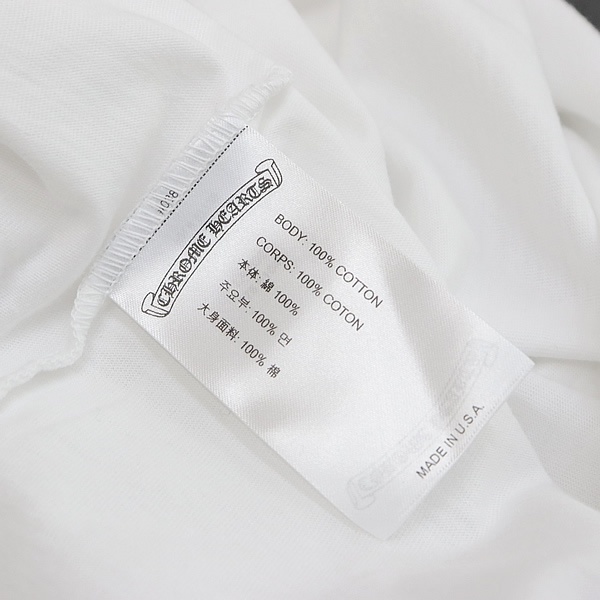 CHROME HEARTS
BODY: 100% COTTON
CORPS: 100% COTON
本体: 綿 100%
주요부: 100% 면
大身面料: 100% 棉
MADE IN U.S.A.